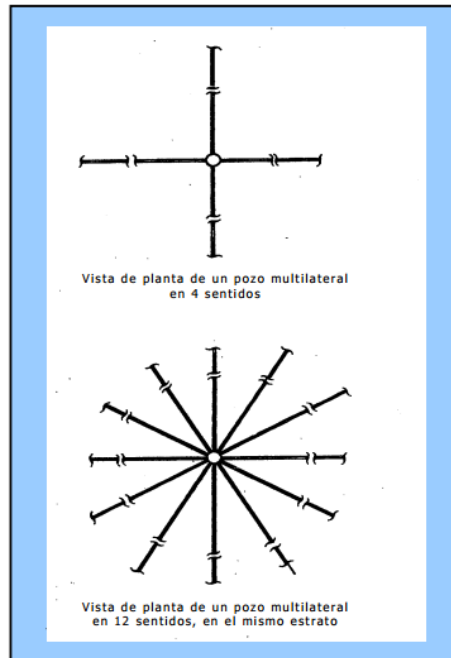 Vista de planta de un pozo multilateral
en 4 sentidos
Vista de planta de un pozo multilateral
en 12 sentidos, en el mismo estrato